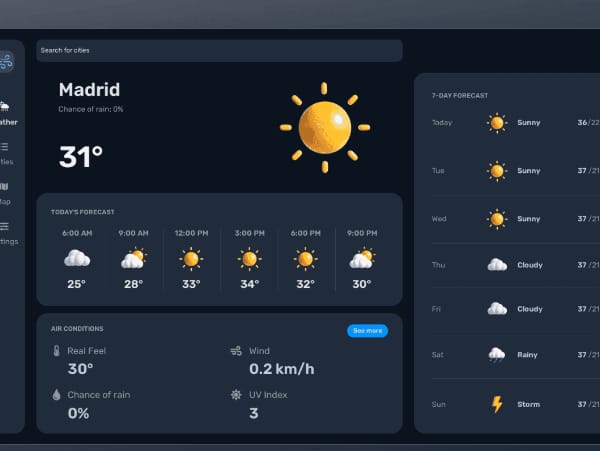 Search for cities
Madrid
Chance of rain: 0%
31°
TODAY'S FORECAST
6:00 AM
9:00 AM
12:00 PM
3:00 PM
6:00 PM
9:00 PM
25°
28°
33°
34°
32°
30°
AIR CONDITIONS
See more
Real Feel
30°
Wind
0.2 km/h
Chance of rain
0%
UV Index
3
7-DAY FORECAST
Today
Sunny
36/22
Tue
Sunny
37/21
Wed
Sunny
37/21
Thu
Cloudy
37/21
Fri
Cloudy
37/21
Sat
Rainy
37/21
Sun
Storm
37/21